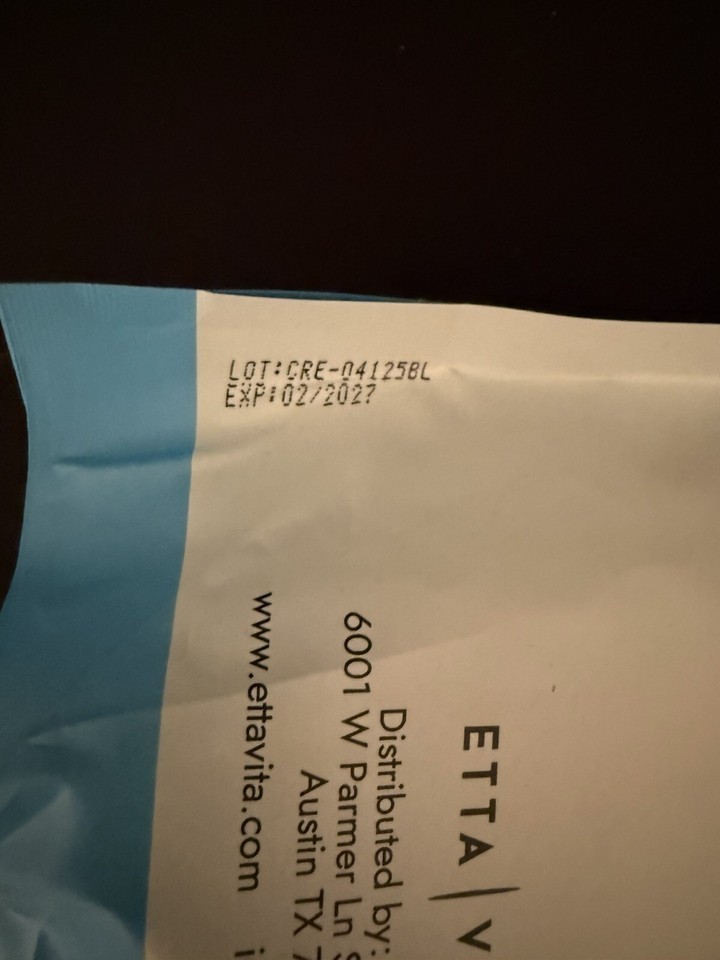 LOT:CRE-04125BL
EXP:02/2027
ETTA | V
Distributed by:
6001 W Parmer Ln
Austin TX
www.ettavita.com